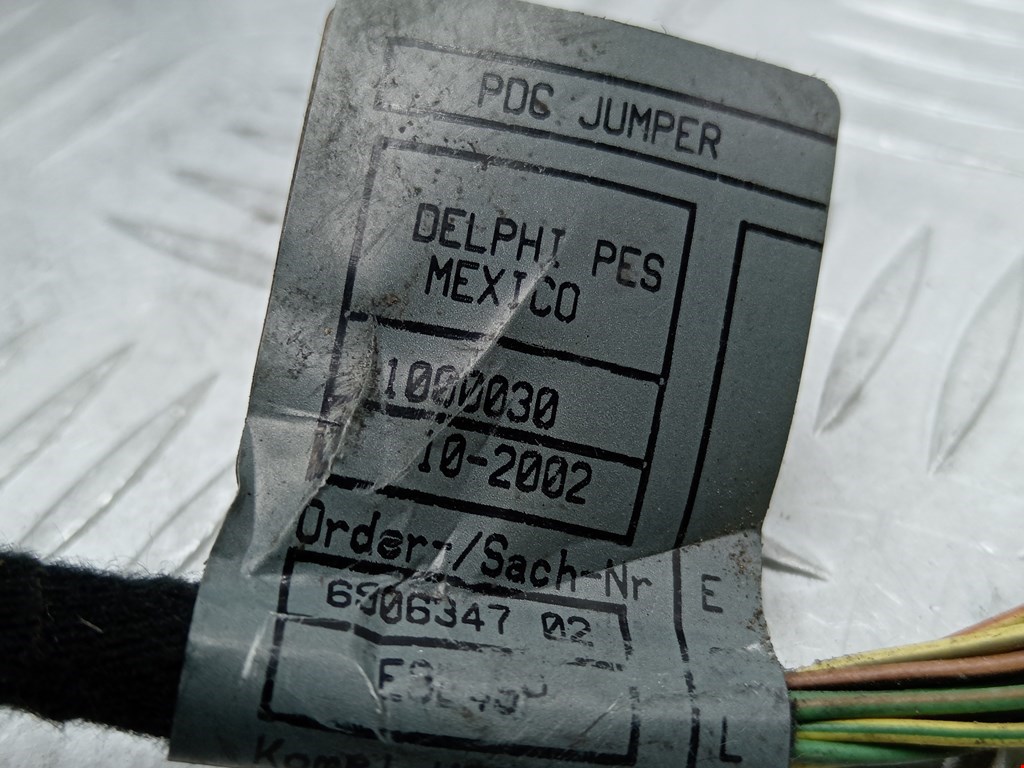 PDC JUMPER
DELPHI PES
MEXICO
1000030
10-2002
Order-/Sach-Nr
6906347 02
E
L